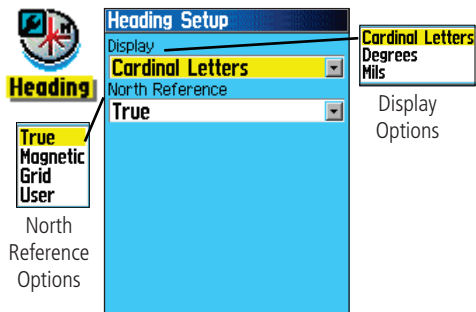 Heading Setup
Display
Cardinal Letters
North Reference
True
Heading
True
Magnetic
Grid
User
North
Reference
Options
Cardinal Letters
Degrees
Mils
Display
Options